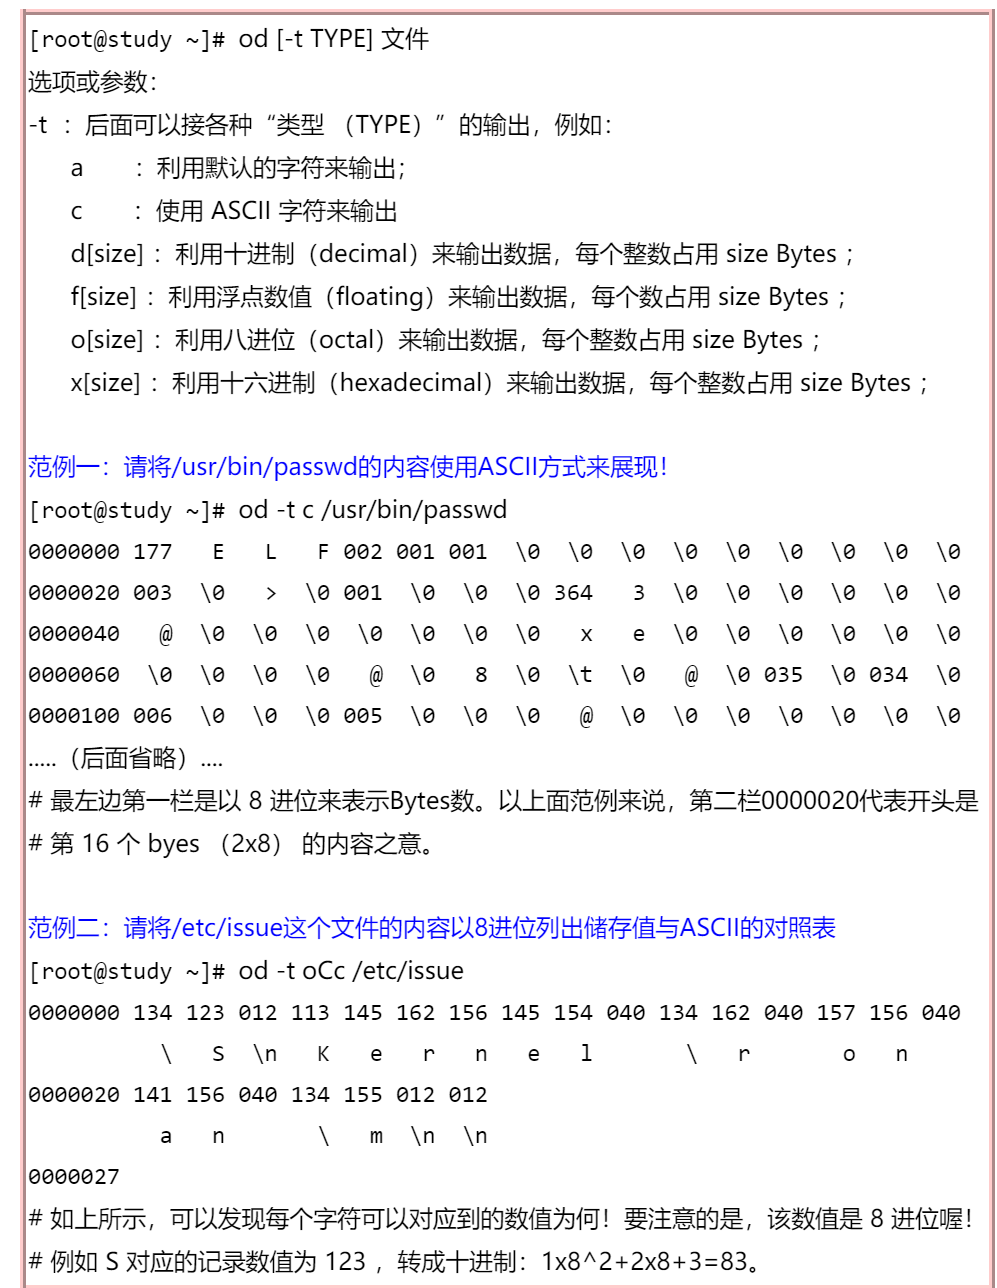 [root@study ~]# od [-t TYPE] 文件
选项或参数：
-t ：后面可以接各种“类型 （TYPE）”的输出，例如：
a ：利用默认的字符来输出；
c ：使用 ASCII 字符来输出
d[size] ：利用十进制（decimal）来输出数据，每个整数占用 size Bytes ；
f[size] ：利用浮点数值（floating）来输出数据，每个数占用 size Bytes ；
o[size] ：利用八进位（octal）来输出数据，每个整数占用 size Bytes ；
x[size] ：利用十六进制（hexadecimal）来输出数据，每个整数占用 size Bytes ；
范例一：请将/usr/bin/passwd的内容使用ASCII方式来展现！
[root@study ~]# od -t c /usr/bin/passwd
0000000 177   E   L   F 002 001 001  \0  \0  \0  \0  \0  \0  \0  \0  \0
0000020 003  \0   >  \0 001  \0  \0  \0 364   3  \0  \0  \0  \0  \0  \0
0000040   @  \0  \0  \0  \0  \0  \0  \0   x   e  \0  \0  \0  \0  \0  \0
0000060  \0  \0  \0  \0   @  \0   8  \0  \t  \0   @  \0 035  \0 034  \0
0000100 006  \0  \0  \0 005  \0  \0  \0   @  \0  \0  \0  \0  \0  \0  \0
.....（后面省略）....
# 最左边第一栏是以 8 进位来表示Bytes数。以上面范例来说，第二栏0000020代表开头是
# 第 16 个 byes （2x8） 的内容之意。
范例二：请将/etc/issue这个文件的内容以8进位列出储存值与ASCII的对照表
[root@study ~]# od -t oCc /etc/issue
0000000 134 123 012 113 145 162 156 145 154 040 134 162 040 157 156 040
          \   S  \n   K   e   r   n   e   l       \   r       o   n
0000020 141 156 040 134 155 012 012
          a   n       \   m  \n  \n
0000027
# 如上所示，可以发现每个字符可以对应到的数值为何！要注意的是，该数值是 8 进位喔！
# 例如 S 对应的记录数值为 123 ，转成十进制：1x8^2+2x8+3=83。